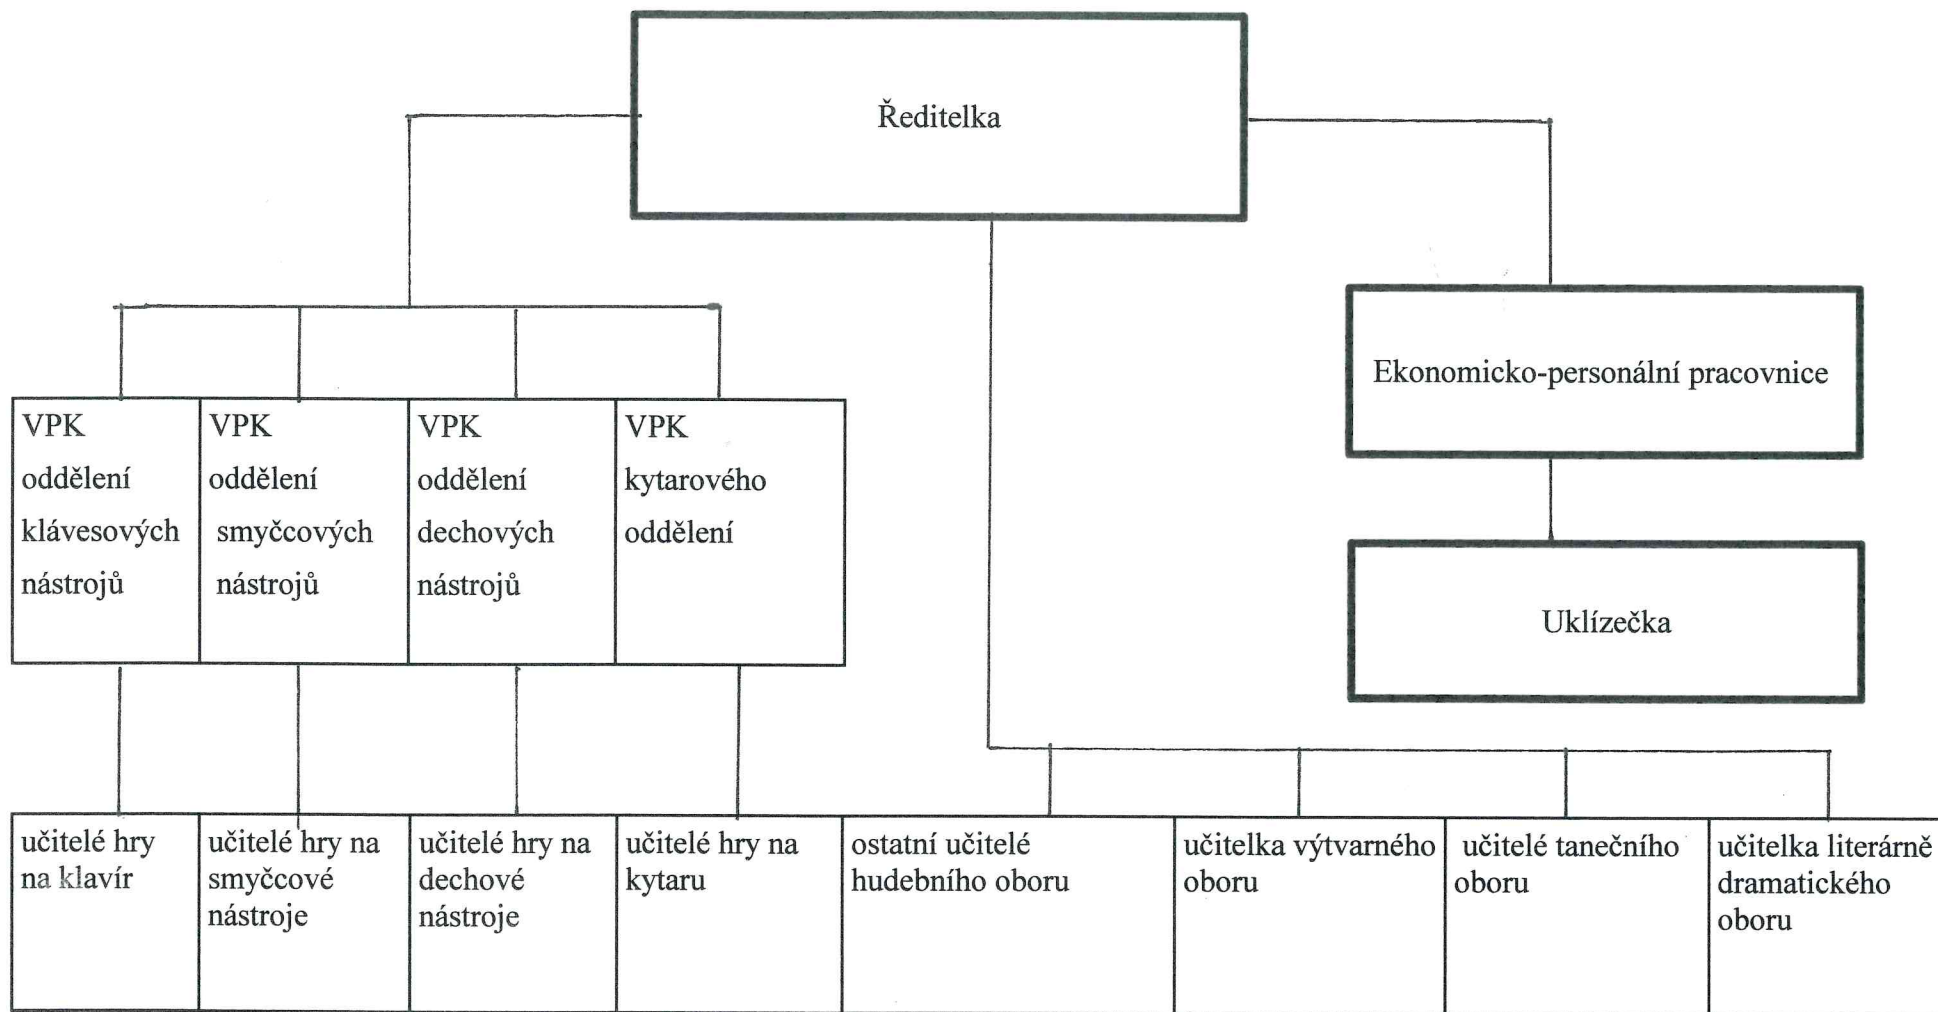 Ředitelka
Ekonomicko-personální pracovnice
Uklízečka
VPK
oddělení
klávesových
nástrojů
VPK
oddělení
smyčcových
nástrojů
VPK
oddělení
dechových
nástrojů
VPK
kytarového
oddělení
učitelé hry
na klavír
učitelé hry na
smyčcové
nástroje
učitelé hry na
dechové
nástroje
učitelé hry na
kytaru
ostatní učitelé
hudebního oboru
učitelka výtvarného
oboru
učitelé tanečního
oboru
učitelka literárně
dramatického
oboru